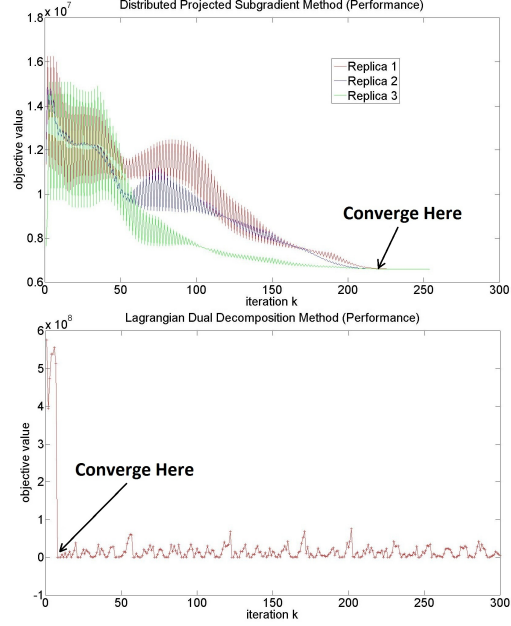 Distributed Projected Subgradient Method (Performance)
x 10^7
1.8
1.6
1.4
1.2
1
0.8
0.6
objective value
Replica 1
Replica 2
Replica 3
Converge Here
0 50 100 150 200 250 300
iteration k
Lagrangian Dual Decomposition Method (Performance)
x 10^8
6
5
4
3
2
1
0
-1
objective value
Converge Here
0 50 100 150 200 250 300
iteration k